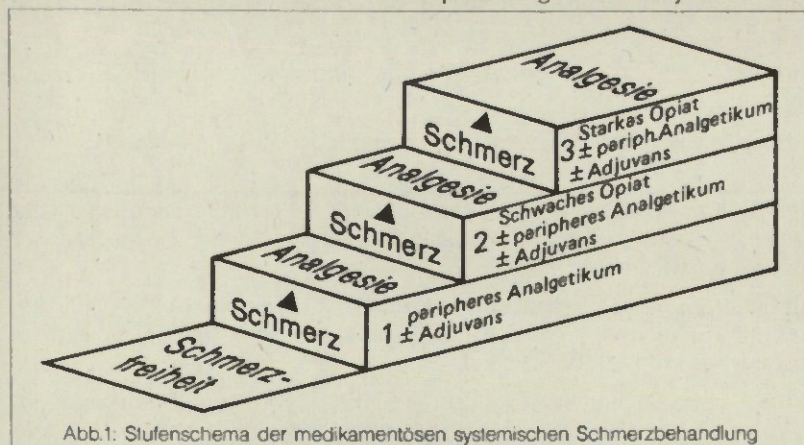 Analgesie
Schmerz
Starkas Opiat
3 ± periph.Analgetikum
± Adjuvans
Analgesie
Schmerz
Schwaches Opiat
2 ± peripheres Analgetikum
± Adjuvans
Analgesie
Schmerz
peripheres Analgetikum
1 ± Adjuvans
Schmerz-
freiheit
Abb.1: Stufenschema der medikamentösen systemischen Schmerzbehandlung